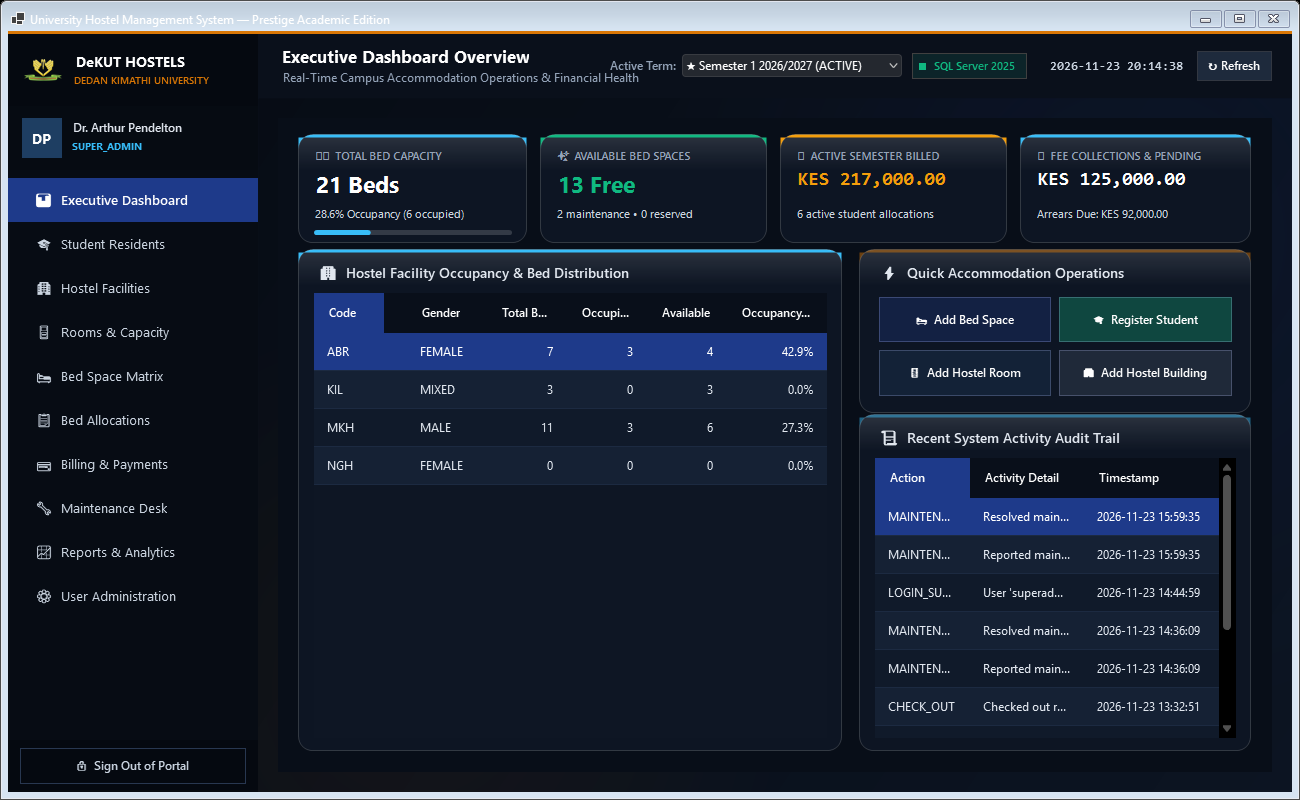 University Hostel Management System — Prestige Academic Edition
DeKUT HOSTELS
DEDAN KIMATHI UNIVERSITY
DP
Dr. Arthur Pendelton
SUPER_ADMIN
Executive Dashboard
Student Residents
Hostel Facilities
Rooms & Capacity
Bed Space Matrix
Bed Allocations
Billing & Payments
Maintenance Desk
Reports & Analytics
User Administration
Sign Out of Portal
Executive Dashboard Overview
Real-Time Campus Accommodation Operations & Financial Health
Active Term: ★ Semester 1 2026/2027 (ACTIVE)
SQL Server 2025
2026-11-23 20:14:38
↻ Refresh
TOTAL BED CAPACITY
21 Beds
28.6% Occupancy (6 occupied)
AVAILABLE BED SPACES
13 Free
2 maintenance • 0 reserved
ACTIVE SEMESTER BILLED
KES 217,000.00
6 active student allocations
FEE COLLECTIONS & PENDING
KES 125,000.00
Arrears Due: KES 92,000.00
Hostel Facility Occupancy & Bed Distribution
Code Gender Total B... Occupi... Available Occupancy...
ABR FEMALE 7 3 4 42.9%
KIL MIXED 3 0 3 0.0%
MKH MALE 11 3 6 27.3%
NGH FEMALE 0 0 0 0.0%
Quick Accommodation Operations
Add Bed Space
Register Student
Add Hostel Room
Add Hostel Building
Recent System Activity Audit Trail
Action Activity Detail Timestamp
MAINTEN... Resolved main... 2026-11-23 15:59:35
MAINTEN... Reported main... 2026-11-23 15:59:35
LOGIN_SU... User 'superad... 2026-11-23 14:44:59
MAINTEN... Resolved main... 2026-11-23 14:36:09
MAINTEN... Reported main... 2026-11-23 14:36:09
CHECK_OUT Checked out r... 2026-11-23 13:32:51